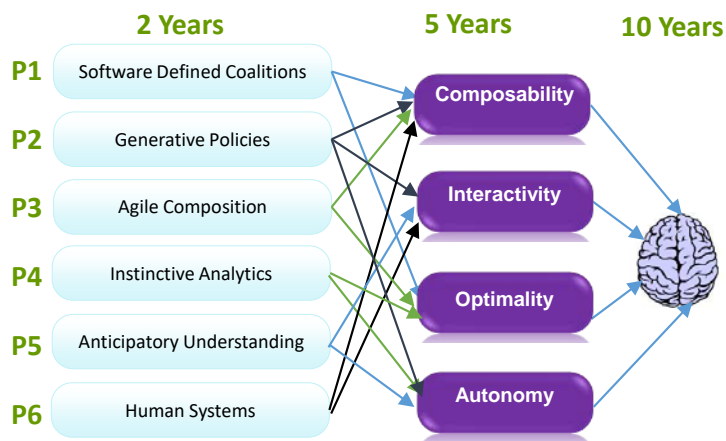 2 Years
5 Years
10 Years
P1
Software Defined Coalitions
Composability
P2
Generative Policies
Interactivity
P3
Agile Composition
P4
Instinctive Analytics
Optimality
P5
Anticipatory Understanding
Autonomy
P6
Human Systems